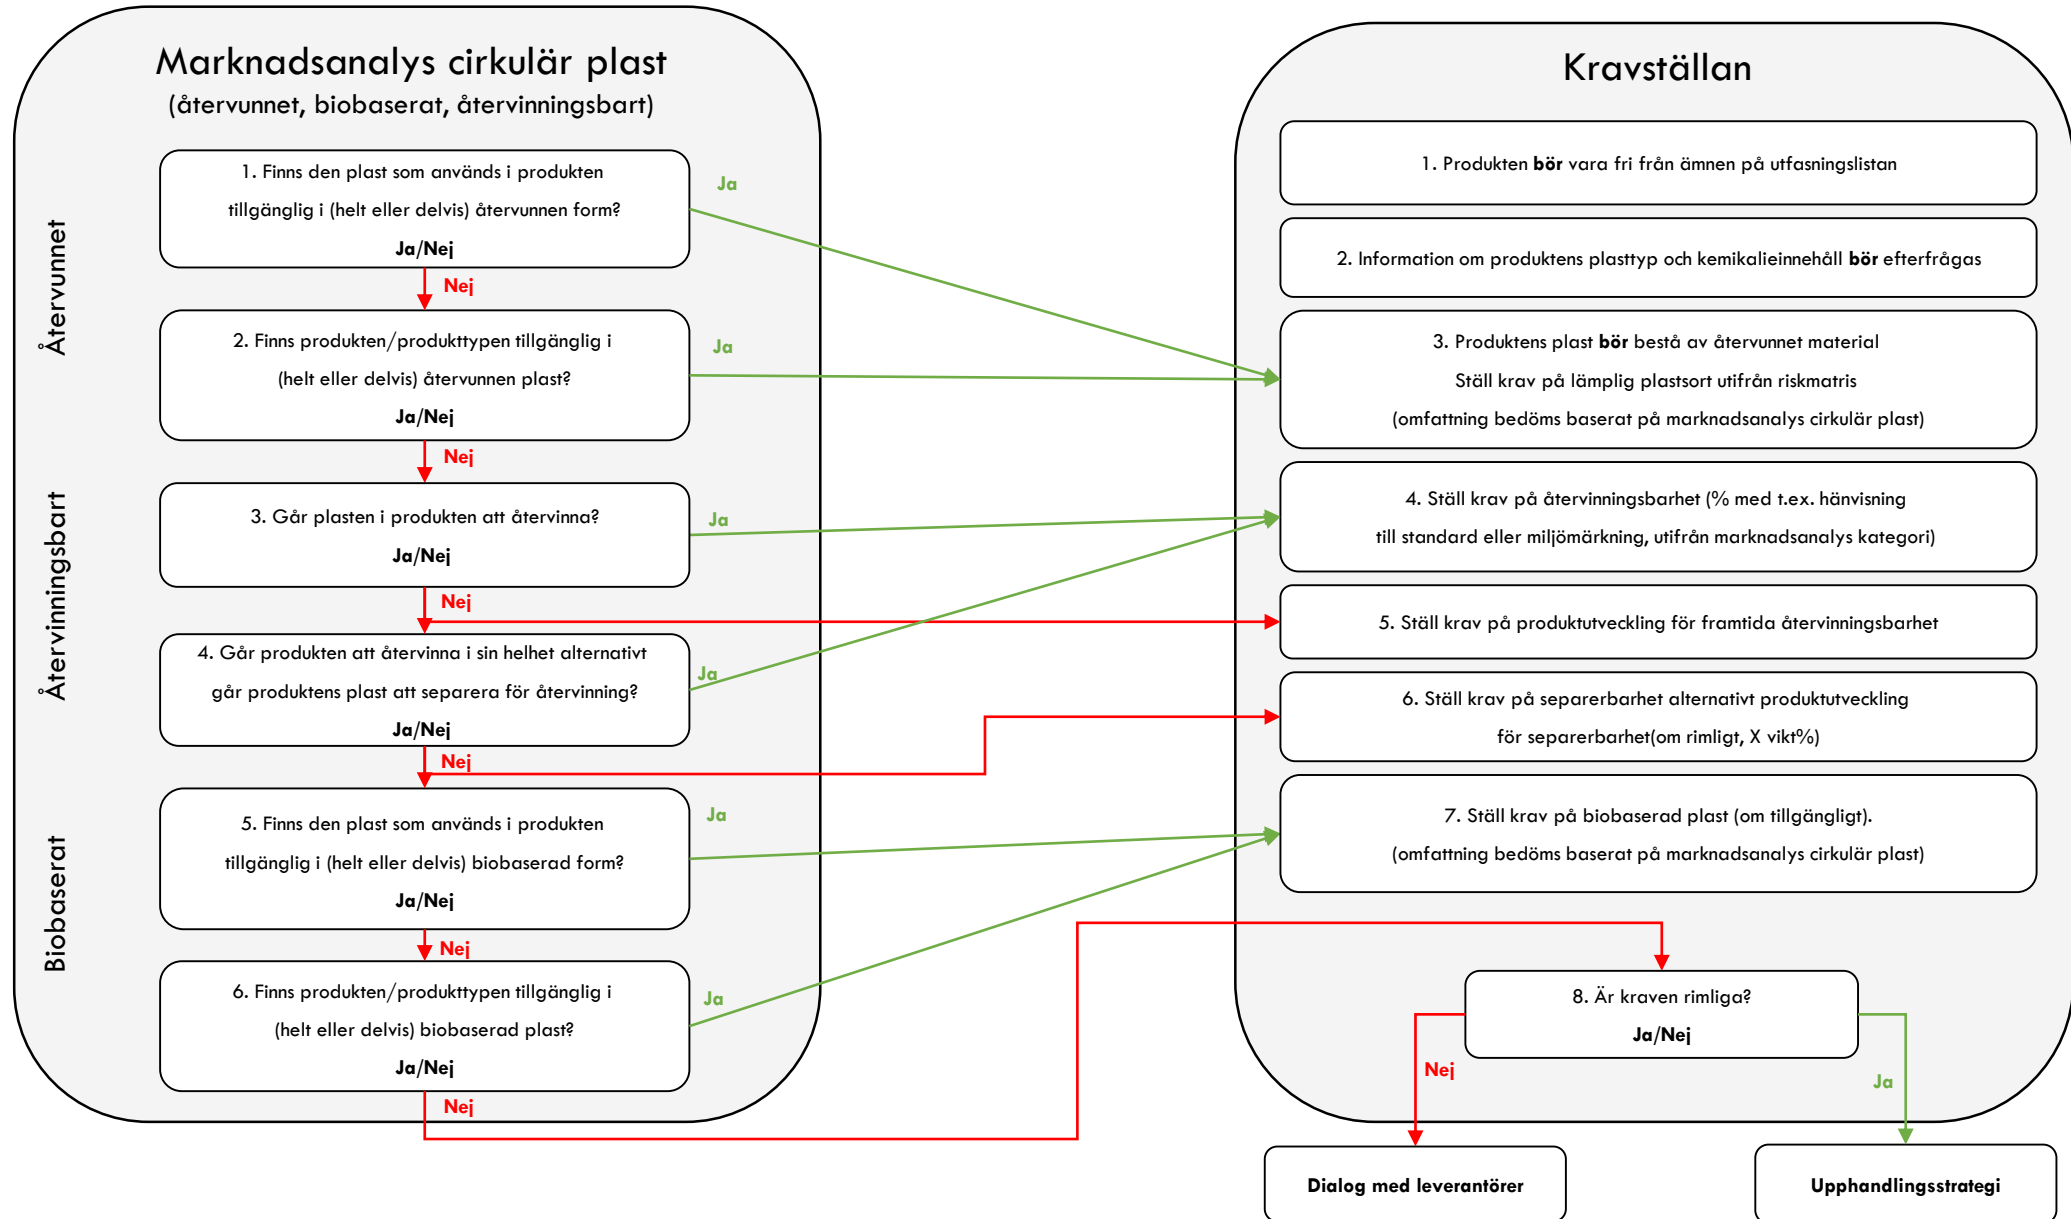 Marknadsanalys cirkulär plast
(återvunnet, biobaserat, återvinningsbart)
Återvunnet
1. Finns den plast som används i produkten
tillgänglig i (helt eller delvis) återvunnen form?
Ja/Nej
Ja
Nej
2. Finns produkten/produkttypen tillgänglig i
(helt eller delvis) återvunnen plast?
Ja/Nej
Ja
Nej
Återvinningsbart
3. Går plasten i produkten att återvinna?
Ja/Nej
Ja
Nej
4. Går produkten att återvinna i sin helhet alternativt
går produktens plast att separera för återvinning?
Ja/Nej
Ja
Nej
Biobaserat
5. Finns den plast som används i produkten
tillgänglig i (helt eller delvis) biobaserad form?
Ja/Nej
Ja
Nej
6. Finns produkten/produkttypen tillgänglig i
(helt eller delvis) biobaserad plast?
Ja/Nej
Ja
Nej
Kravställan
1. Produkten bör vara fri från ämnen på utfasningslistan
2. Information om produktens plasttyp och kemikalieinnehåll bör efterfrågas
3. Produktens plast bör bestå av återvunnet material
Ställ krav på lämplig plastsort utifrån riskmatris
(omfattning bedöms baserat på marknadsanalys cirkulär plast)
4. Ställ krav på återvinningsbarhet (% med t.ex. hänvisning
till standard eller miljömärkning, utifrån marknadsanalys kategori)
5. Ställ krav på produktutveckling för framtida återvinningsbarhet
6. Ställ krav på separerbarhet alternativt produktutveckling
för separerbarhet(om rimligt, X vikt%)
7. Ställ krav på biobaserad plast (om tillgängligt).
(omfattning bedöms baserat på marknadsanalys cirkulär plast)
8. Är kraven rimliga?
Ja/Nej
Nej
Ja
Dialog med leverantörer
Upphandlingsstrategi